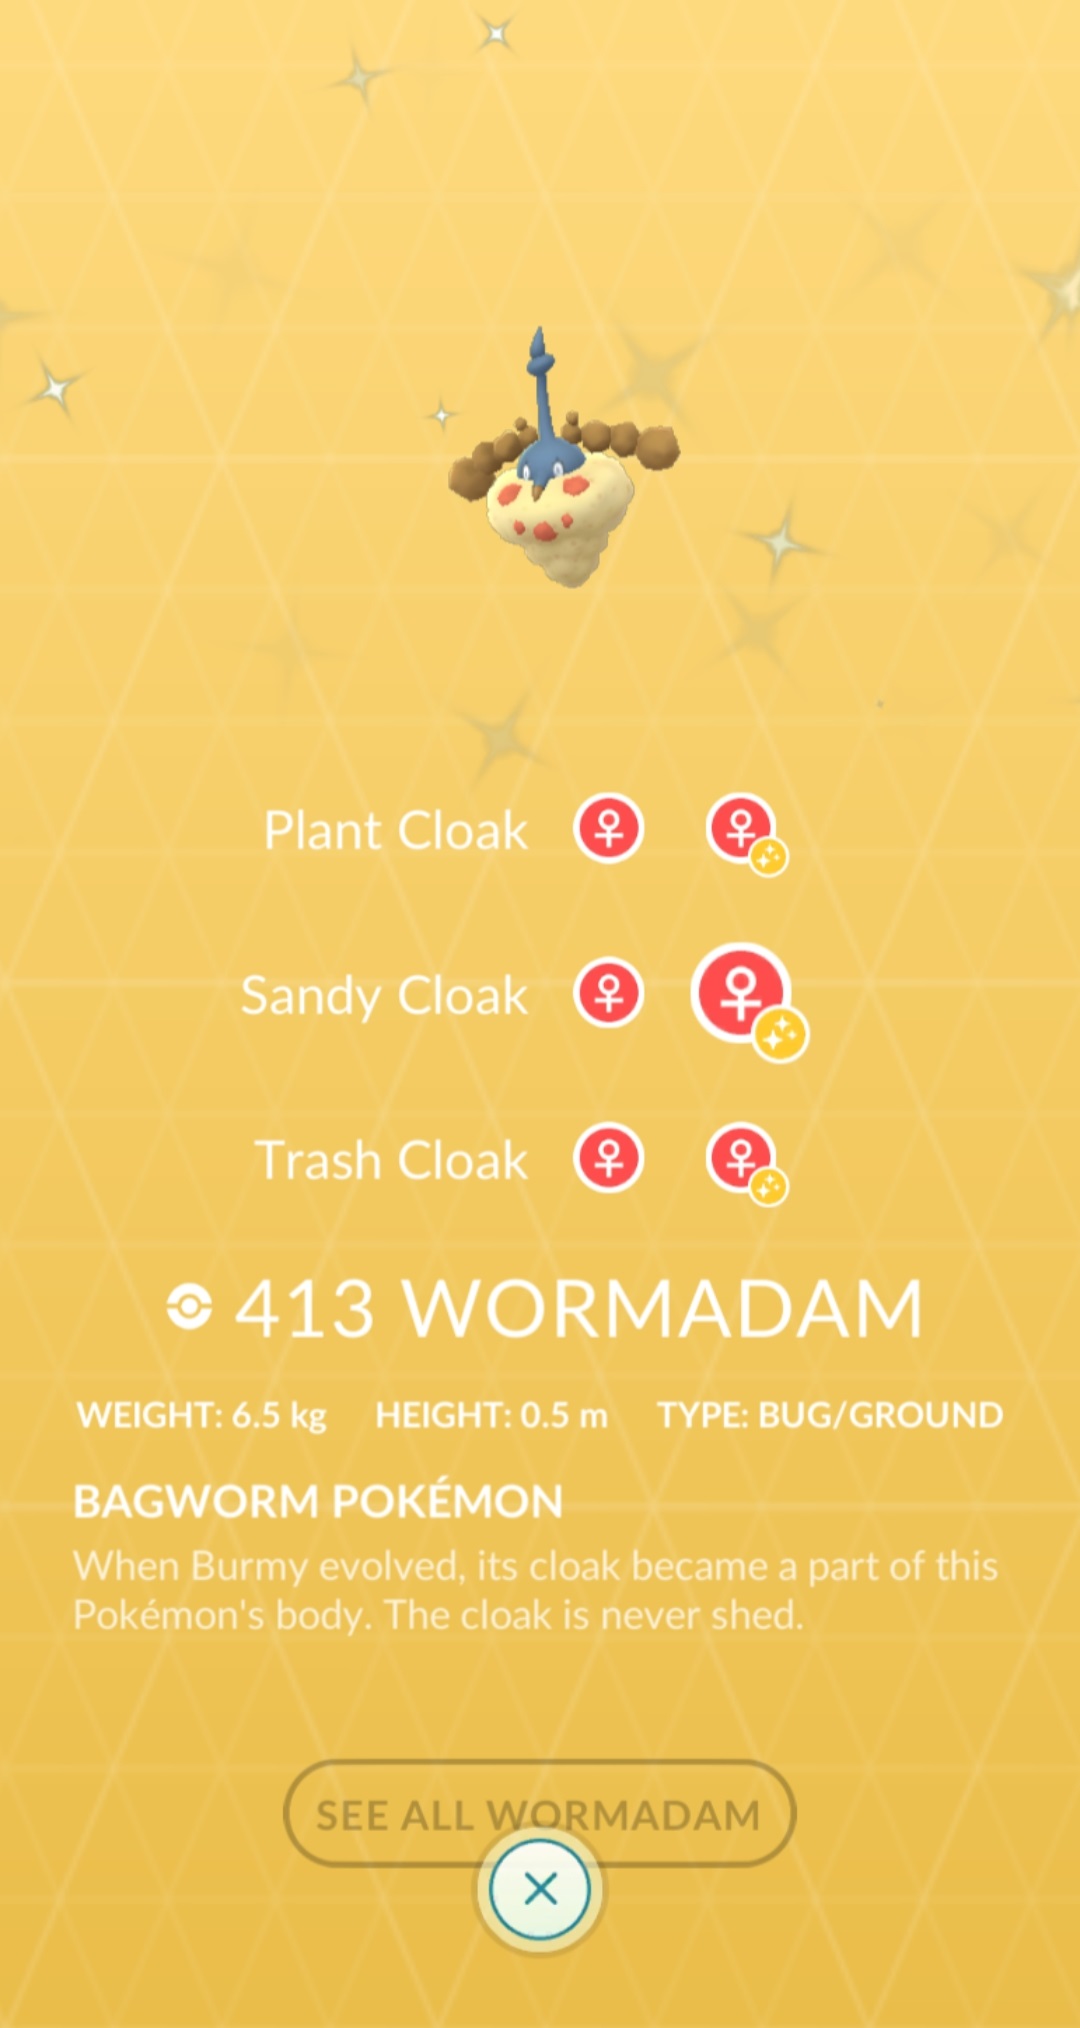 Plant Cloak
Sandy Cloak
Trash Cloak
413 WORMADAM
WEIGHT: 6.5 kg HEIGHT: 0.5 m TYPE: BUG/GROUND
BAGWORM POKÉMON
When Burmy evolved, its cloak became a part of this
Pokémon's body. The cloak is never shed.
SEE ALL WORMADAM